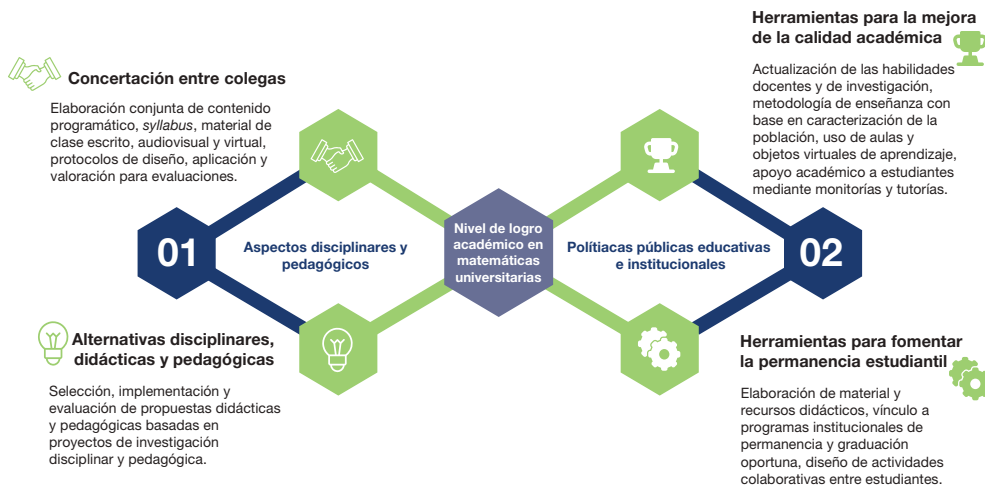 Concertación entre colegas
Elaboración conjunta de contenido
programático, syllabus, material de
clase escrito, audiovisual y virtual,
protocolos de diseño, aplicación y
valoración para evaluaciones.
Herramientas para la mejora
de la calidad académica
Actualización de las habilidades
docentes y de investigación,
metodología de enseñanza con
base en caracterización de la
población, uso de aulas y
objetos virtuales de aprendizaje,
apoyo académico a estudiantes
mediante monitorías y tutorías.
01
Aspectos disciplinares y
pedagógicos
Nivel de logro
académico en
matemáticas
universitarias
Polítiacas públicas educativas
e institucionales
02
Alternativas disciplinares,
didácticas y pedagógicas
Selección, implementación y
evaluación de propuestas didácticas
y pedagógicas basadas en
proyectos de investigación
disciplinar y pedagógica.
Herramientas para fomentar
la permanencia estudiantil
Elaboración de material y
recursos didácticos, vínculo a
programas institucionales de
permanencia y graduación
oportuna, diseño de actividades
colaborativas entre estudiantes.